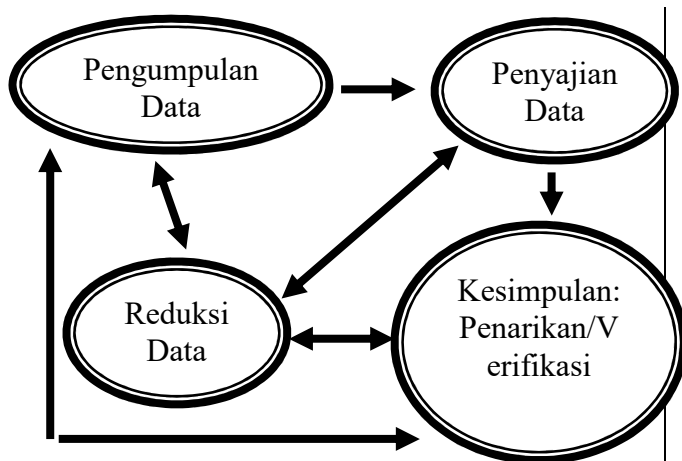 Pengumpulan
Data
Penyajian
Data
Reduksi
Data
Kesimpulan:
Penarikan/V
erifikasi